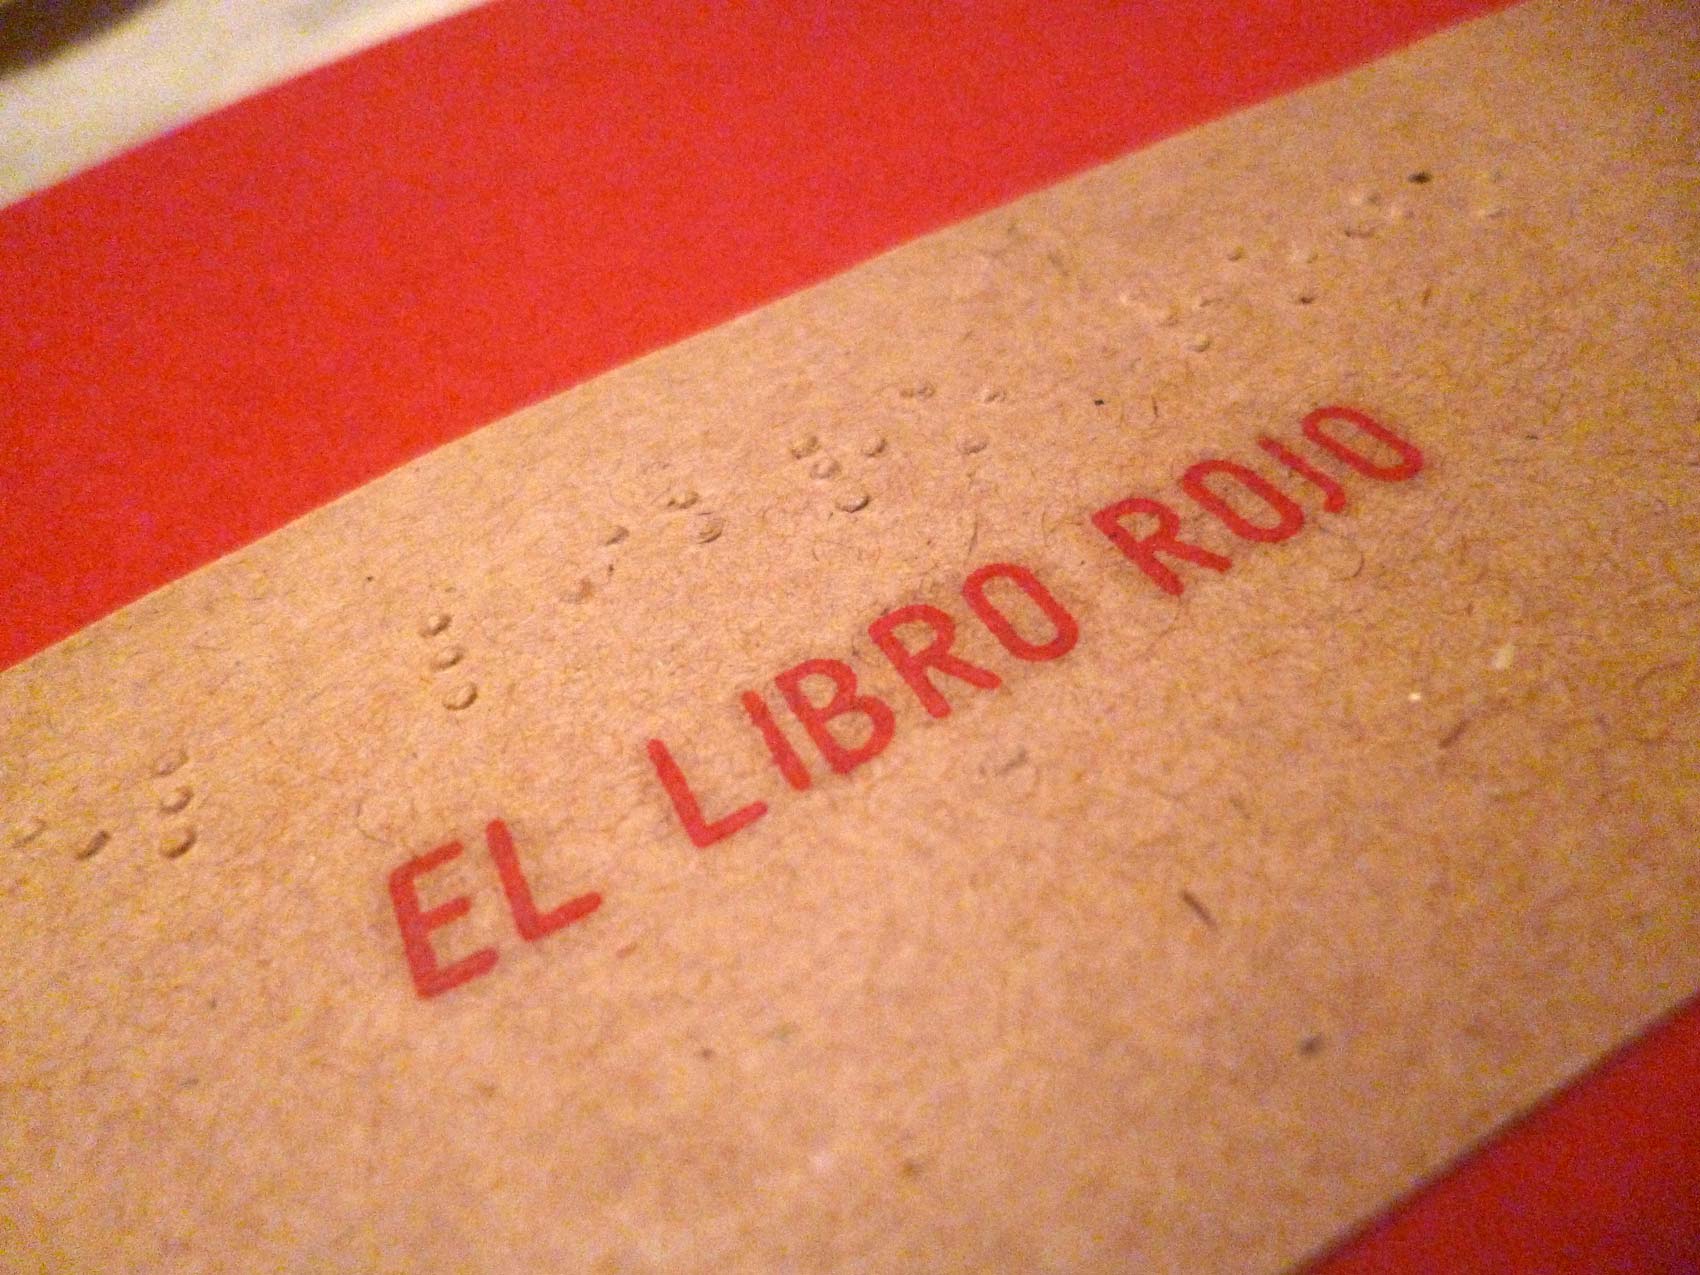 ⠑⠇ ⠇⠊⠃⠗⠕ ⠗⠕⠚⠕
EL LIBRO ROJO